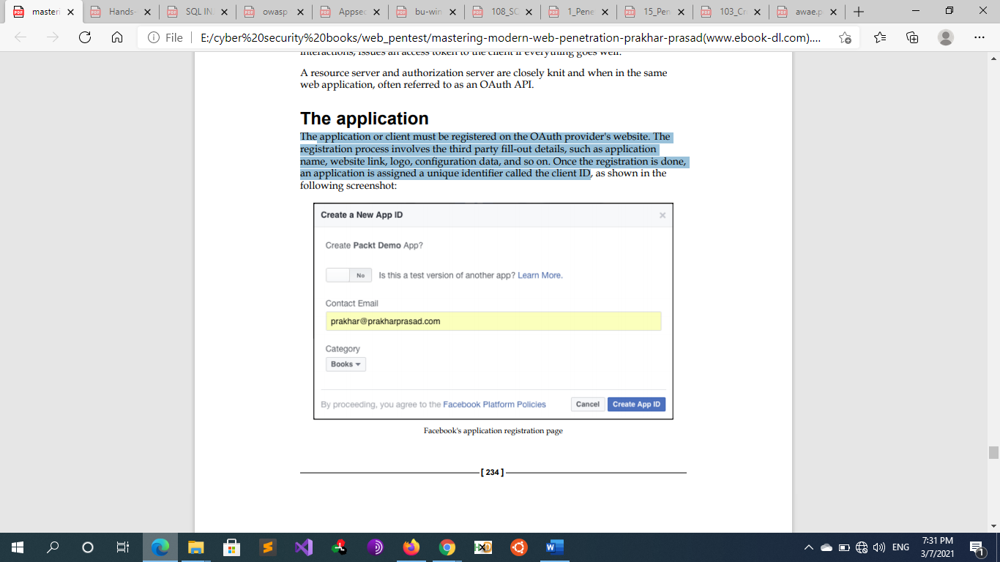 masteri
Hands-
SQL IN
owasp
Appsec
bu-win
108_SC
1_Pene
15_Pen
103_Cr
awae.p
File
E:/cyber%20security%20books/web_pentest/mastering-modern-web-penetration-prakhar-prasad(www.ebook-dl.com)....
interactions, issues an access token to the client if everything goes well.
A resource server and authorization server are closely knit and when in the same
web application, often referred to as an OAuth API.
The application
The application or client must be registered on the OAuth provider's website. The
registration process involves the third party fill-out details, such as application
name, website link, logo, configuration data, and so on. Once the registration is done,
an application is assigned a unique identifier called the client ID, as shown in the
following screenshot:
Create a New App ID
Create Packt Demo App?
No Is this a test version of another app? Learn More.
Contact Email
prakhar@prakharprasad.com
Category
Books
By proceeding, you agree to the Facebook Platform Policies
Cancel
Create App ID
Facebook's application registration page
[ 234 ]
ENG
7:31 PM
3/7/2021
1